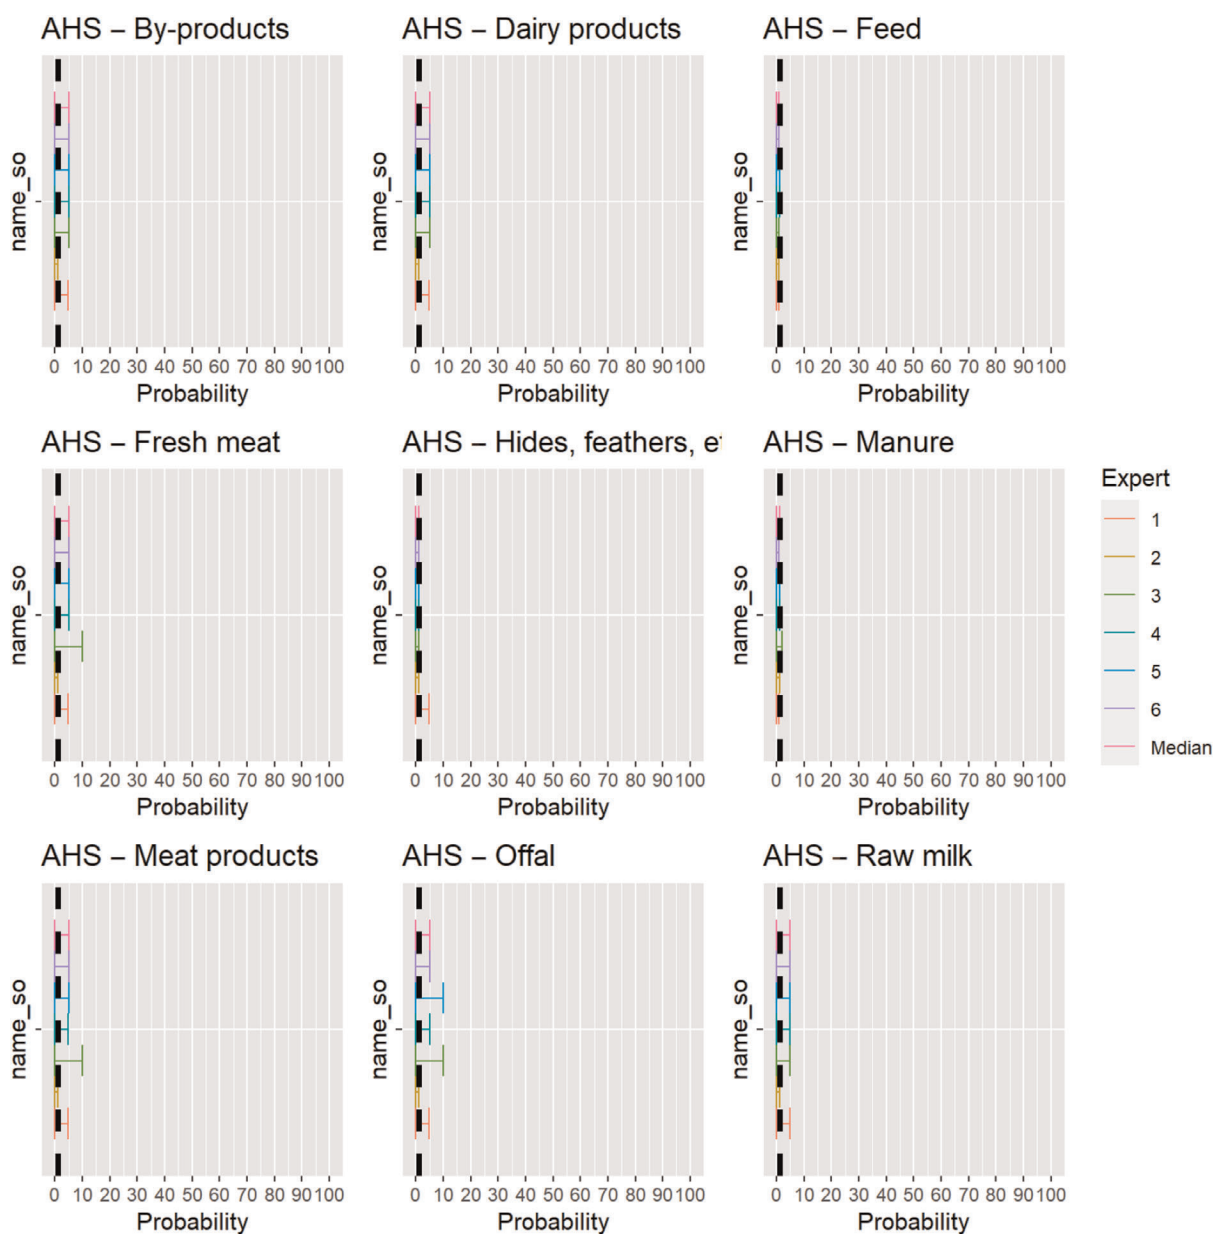 AHS – By-products
AHS – Dairy products
AHS – Feed
name_so
name_so
name_so
0 10 20 30 40 50 60 70 80 90 100
0 10 20 30 40 50 60 70 80 90 100
0 10 20 30 40 50 60 70 80 90 100
Probability
Probability
Probability
AHS – Fresh meat
AHS – Hides, feathers, et
AHS – Manure
name_so
name_so
name_so
0 10 20 30 40 50 60 70 80 90 100
0 10 20 30 40 50 60 70 80 90 100
0 10 20 30 40 50 60 70 80 90 100
Probability
Probability
Probability
Expert
1
2
3
4
5
6
Median
AHS – Meat products
AHS – Offal
AHS – Raw milk
name_so
name_so
name_so
0 10 20 30 40 50 60 70 80 90 100
0 10 20 30 40 50 60 70 80 90 100
0 10 20 30 40 50 60 70 80 90 100
Probability
Probability
Probability